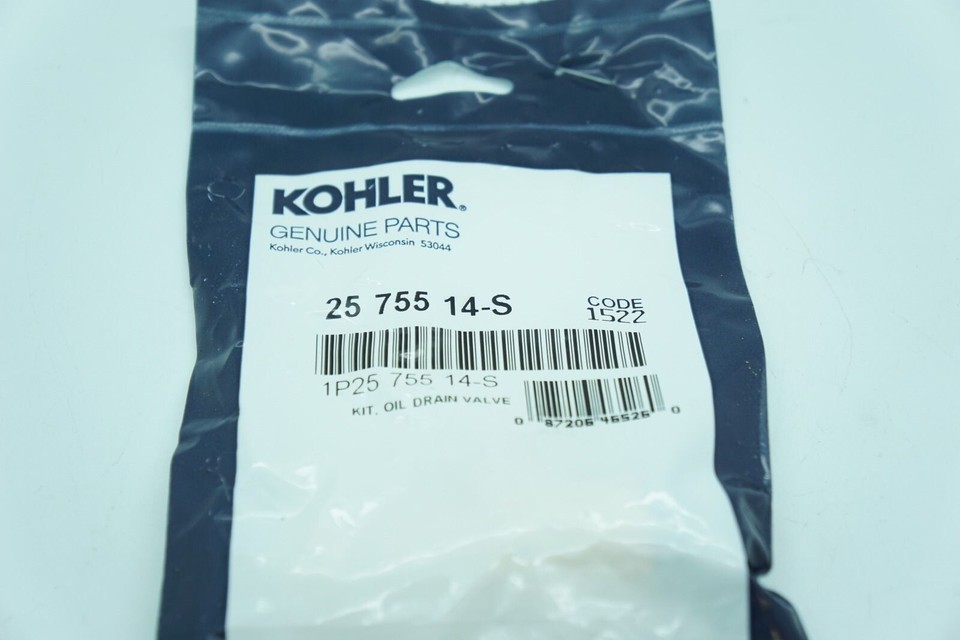 KOHLER®
GENUINE PARTS
Kohler Co., Kohler Wisconsin 53044
25 755 14-S
CODE
1522
1P25 755 14-S
KIT, OIL DRAIN VALVE
0 87206 46526 0